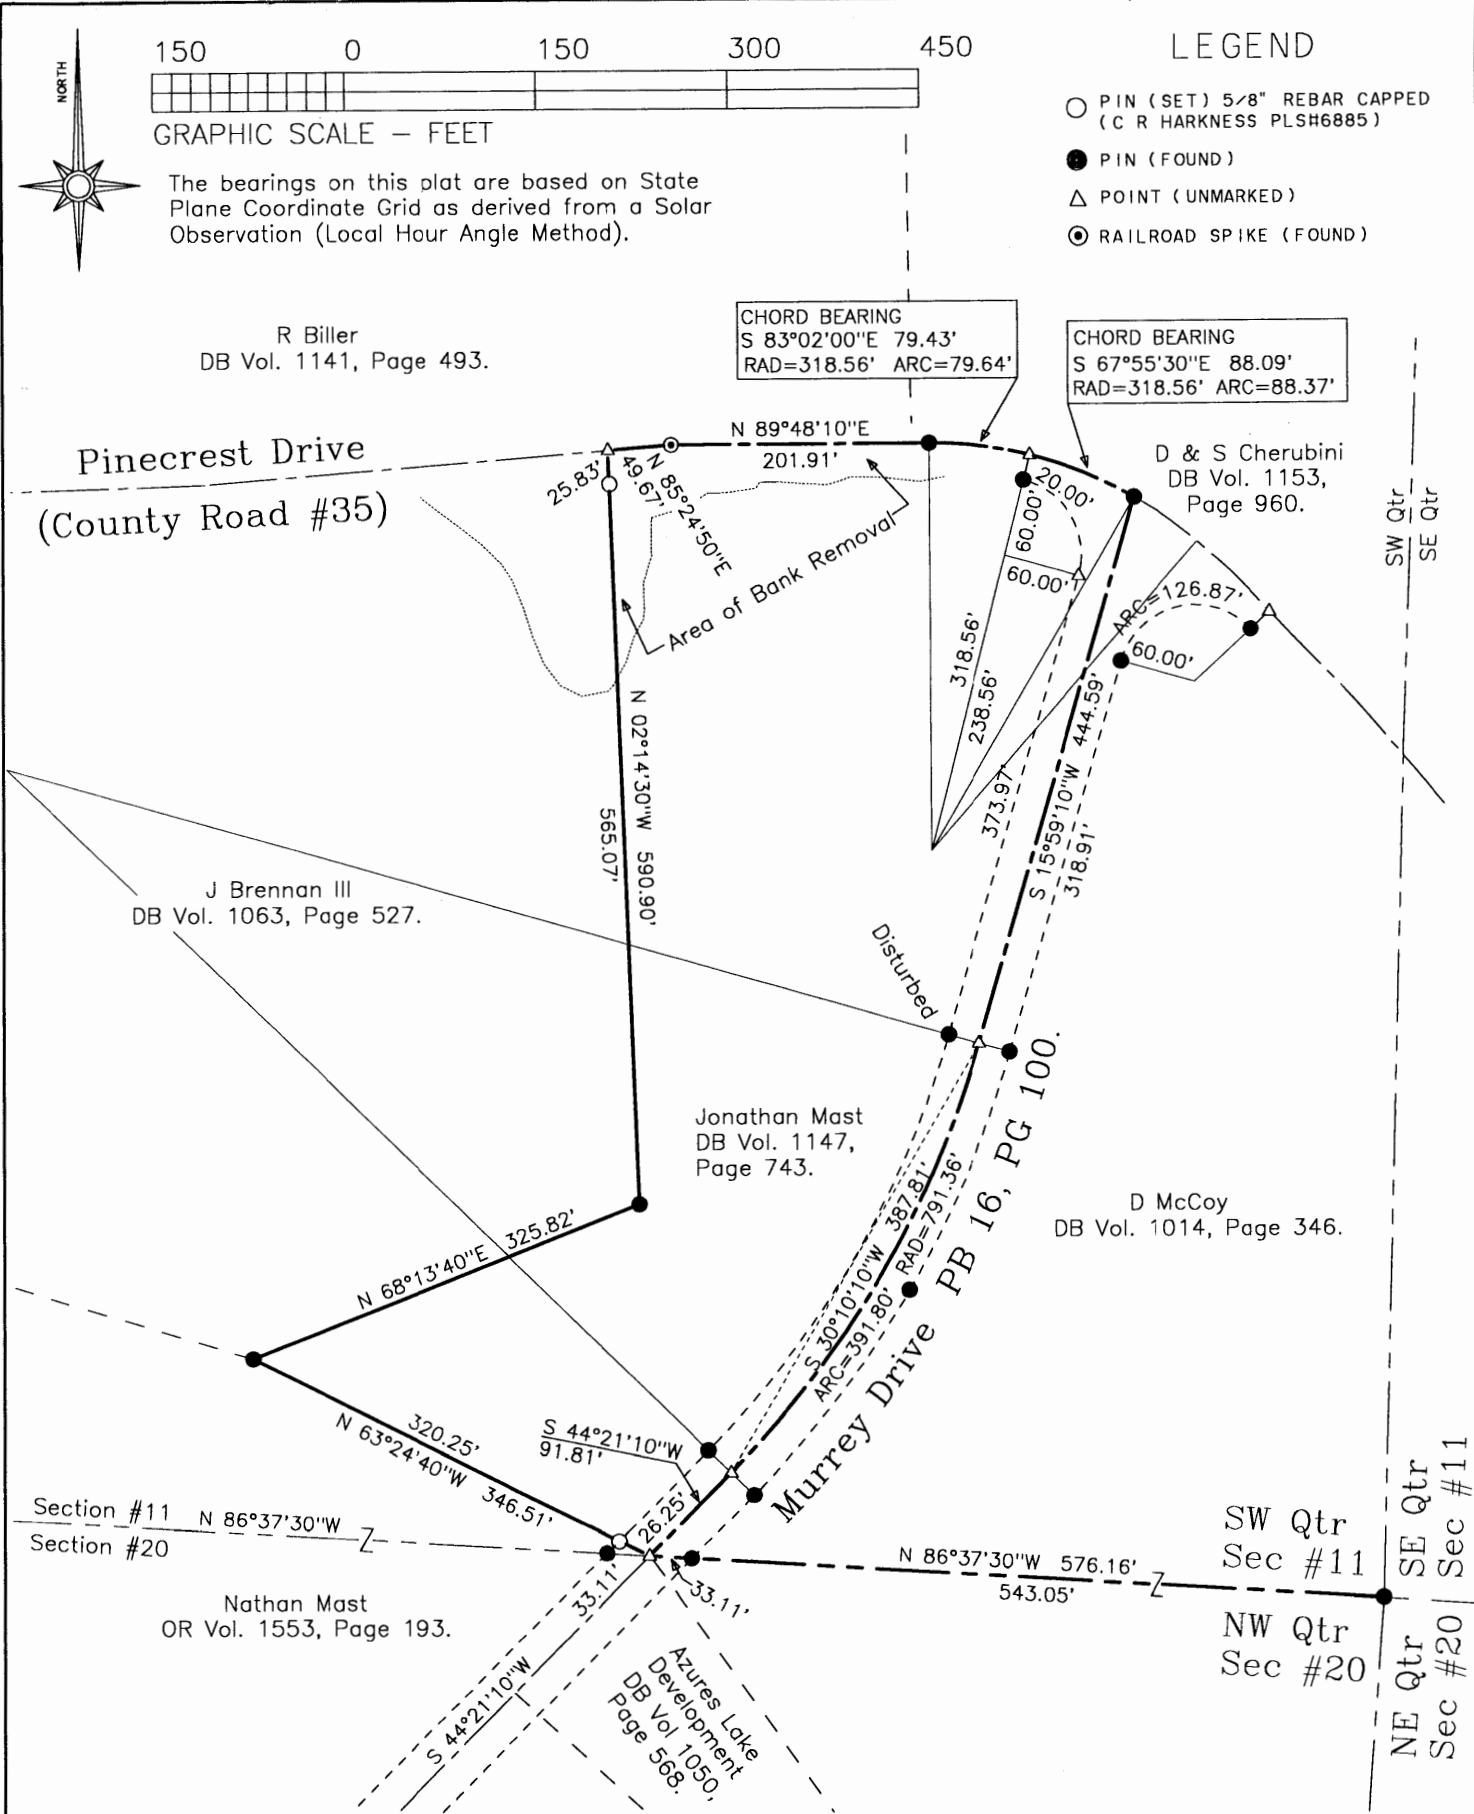 150 0 150 300 450
NORTH
GRAPHIC SCALE – FEET
The bearings on this plat are based on State
Plane Coordinate Grid as derived from a Solar
Observation (Local Hour Angle Method).
LEGEND
PIN (SET) 5/8" REBAR CAPPED
(C R HARKNESS PLS#6885)
PIN (FOUND)
POINT (UNMARKED)
RAILROAD SPIKE (FOUND)
R Biller
DB Vol. 1141, Page 493.
CHORD BEARING
S 83°02'00"E 79.43'
RAD=318.56' ARC=79.64'
CHORD BEARING
S 67°55'30"E 88.09'
RAD=318.56' ARC=88.37'
Pinecrest Drive
(County Road #35)
N 89°48'10"E
201.91'
25.83'
N 85°24'50"E
49.67'
20.00'
60.00'
60.00'
D & S Cherubini
DB Vol. 1153,
Page 960.
SW Qtr
SE Qtr
Area of Bank Removal
ARC=126.87'
60.00'
318.56'
238.56'
N 02°14'30"W 590.90'
565.07'
373.97'
S 15°59'10"W 444.59'
318.91'
J Brennan III
DB Vol. 1063, Page 527.
Disturbed
Jonathan Mast
DB Vol. 1147,
Page 743.
D McCoy
DB Vol. 1014, Page 346.
N 68°13'40"E 325.82'
S 30°10'10"W 387.81'
ARC=391.80' RAD=791.36'
Murrey Drive PB 16, PG 100.
320.25'
N 63°24'40"W 346.51'
S 44°21'10"W
91.81'
26.25'
Section #11 N 86°37'30"W
Z
Section #20
N 86°37'30"W 576.16'
Z
543.05'
33.11'
33.11'
SW Qtr
Sec #11
SE Qtr
Sec #11
NW Qtr
Sec #20
NE Qtr
Sec #20
Nathan Mast
OR Vol. 1553, Page 193.
S 44°21'10"W
Azures Lake
Development
DB Vol 1050,
Page 568.